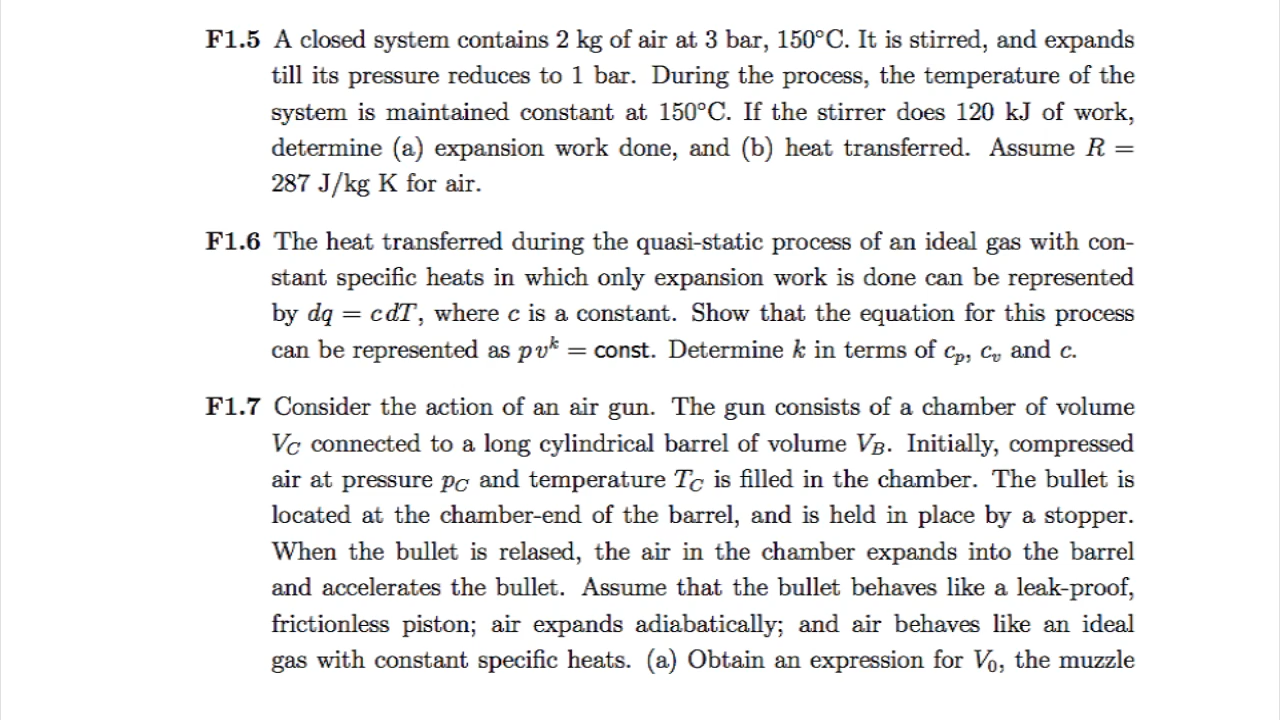 F1.5 A closed system contains 2 kg of air at 3 bar, 150°C. It is stirred, and expands
till its pressure reduces to 1 bar. During the process, the temperature of the
system is maintained constant at 150°C. If the stirrer does 120 kJ of work,
determine (a) expansion work done, and (b) heat transferred. Assume R =
287 J/kg K for air.
F1.6 The heat transferred during the quasi-static process of an ideal gas with con-
stant specific heats in which only expansion work is done can be represented
by dq = c dT, where c is a constant. Show that the equation for this process
can be represented as pv^k = const. Determine k in terms of c_p, c_v and c.
F1.7 Consider the action of an air gun. The gun consists of a chamber of volume
V_C connected to a long cylindrical barrel of volume V_B. Initially, compressed
air at pressure p_C and temperature T_C is filled in the chamber. The bullet is
located at the chamber-end of the barrel, and is held in place by a stopper.
When the bullet is relased, the air in the chamber expands into the barrel
and accelerates the bullet. Assume that the bullet behaves like a leak-proof,
frictionless piston; air expands adiabatically; and air behaves like an ideal
gas with constant specific heats. (a) Obtain an expression for V_0, the muzzle